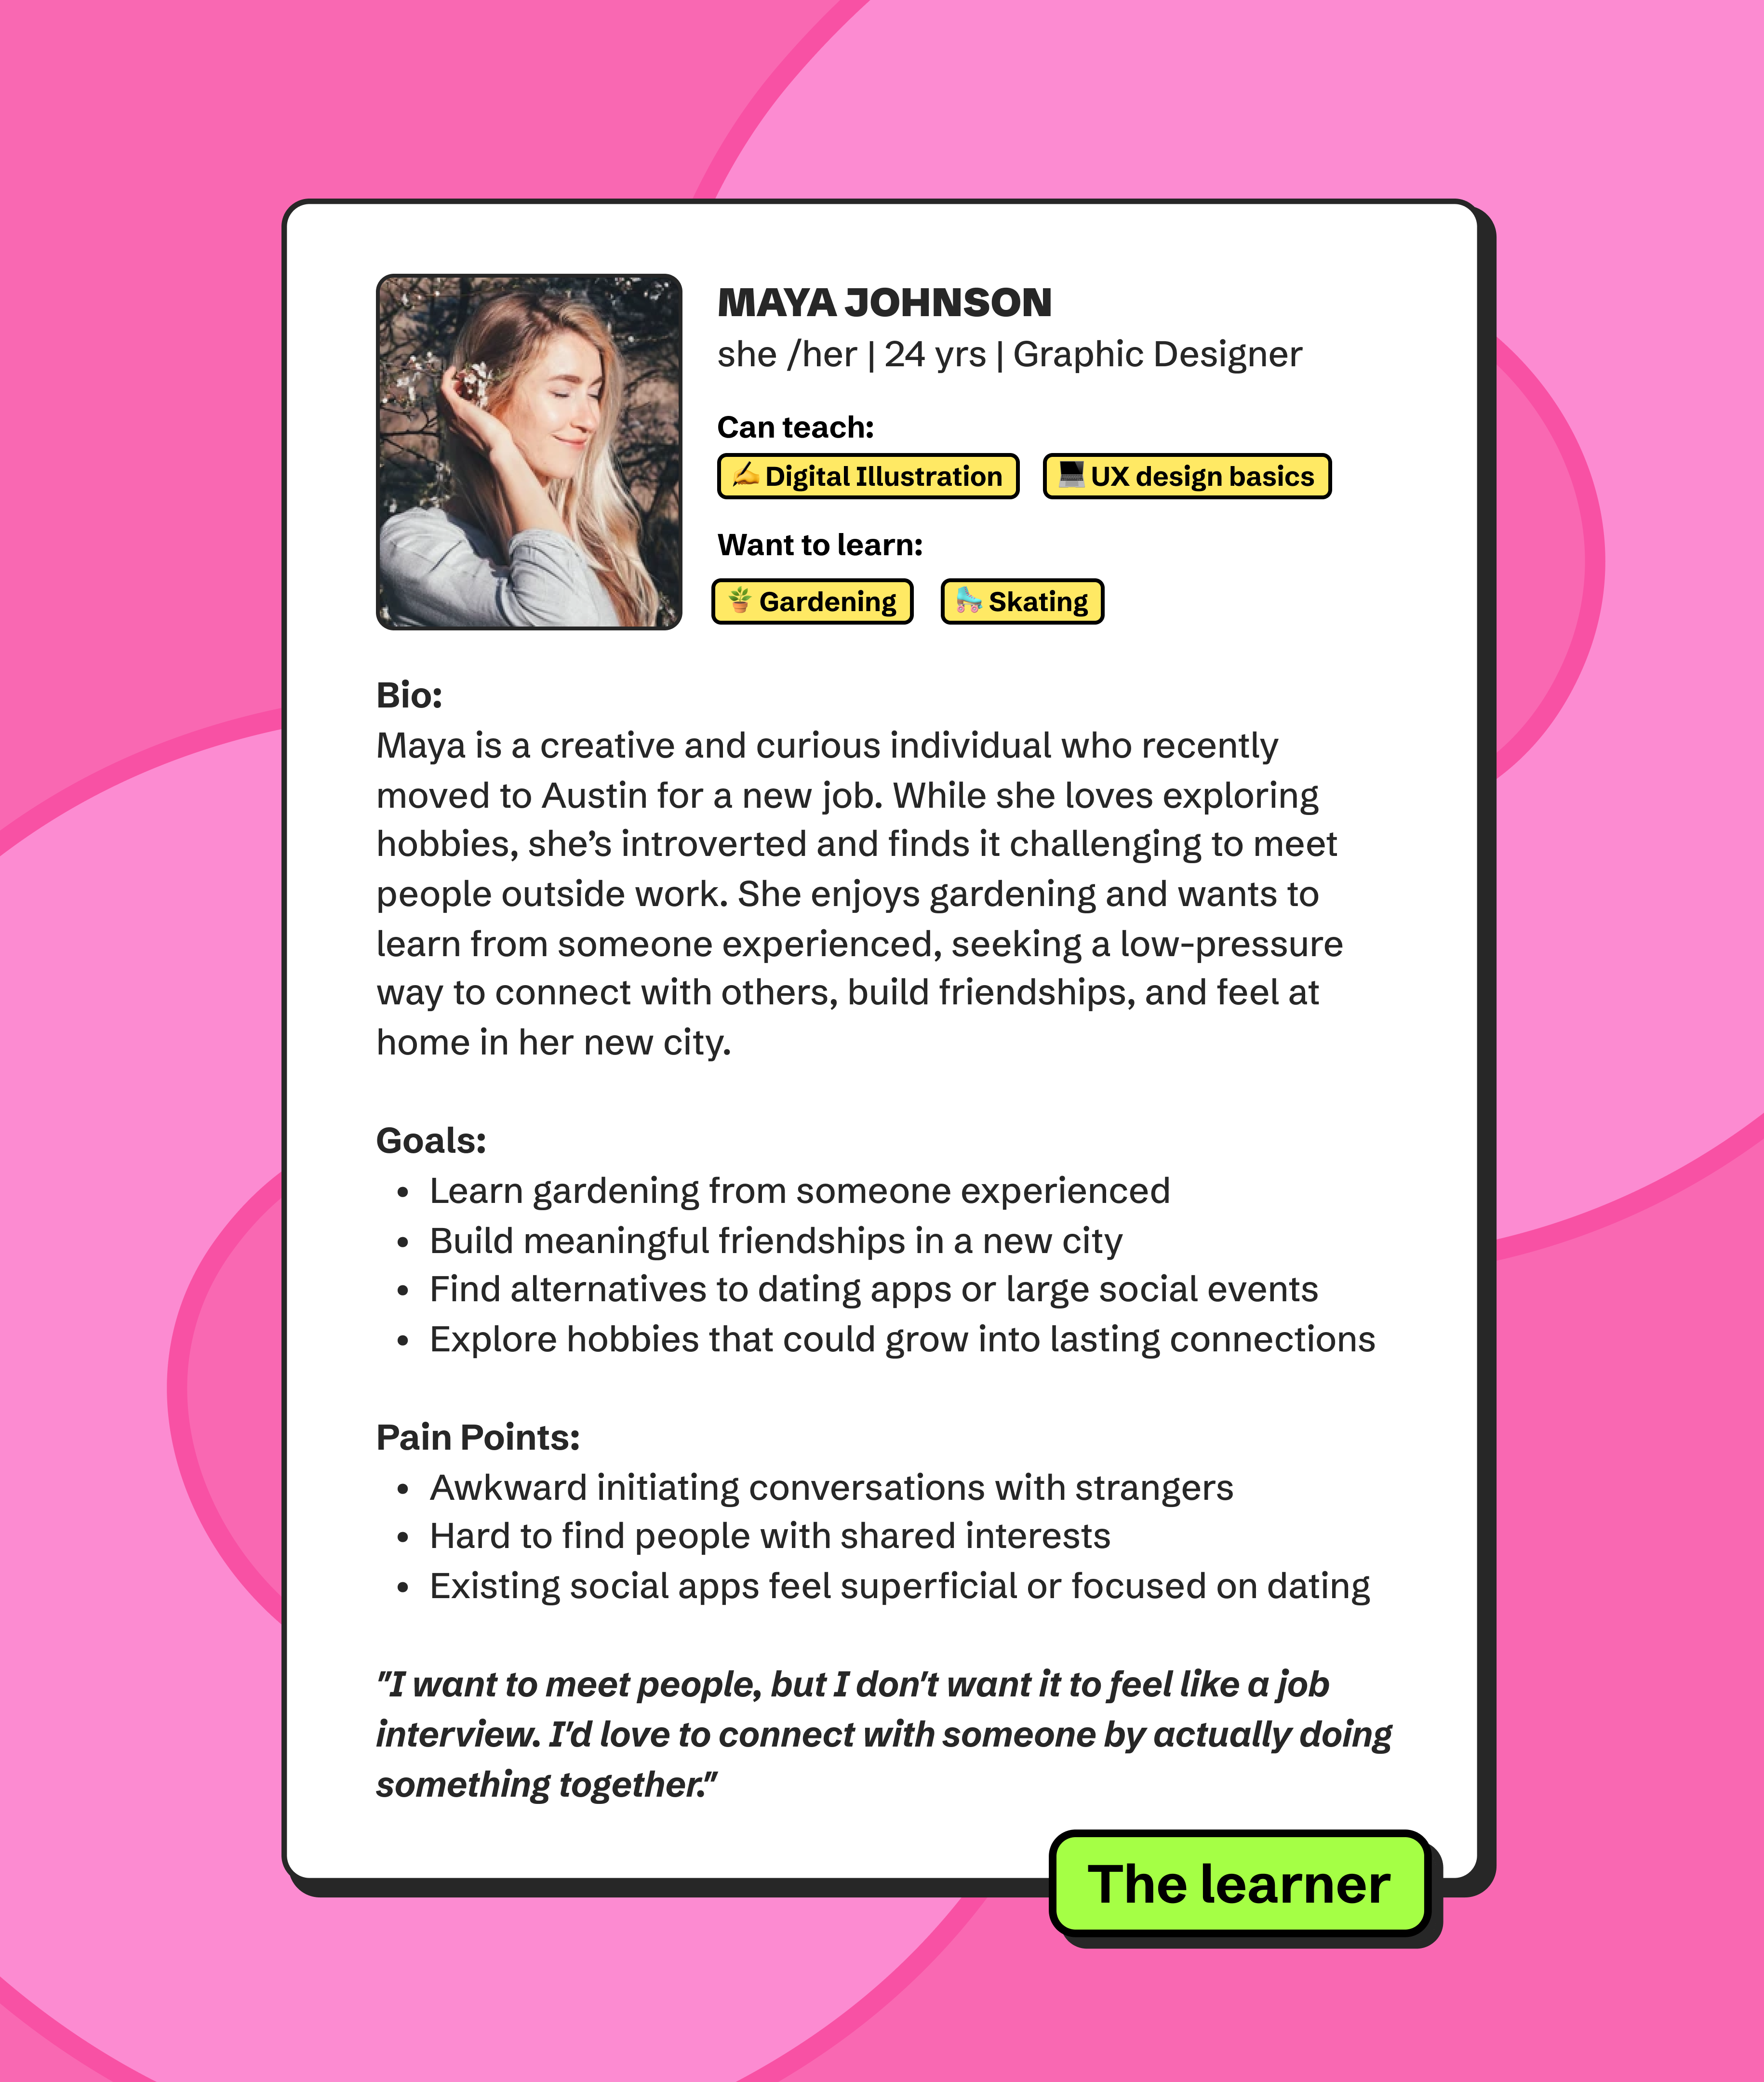 MAYA JOHNSON
she /her | 24 yrs | Graphic Designer
Can teach:
✍️ Digital Illustration 💻 UX design basics
Want to learn:
🪴 Gardening 🛼 Skating
Bio:
Maya is a creative and curious individual who recently
moved to Austin for a new job. While she loves exploring
hobbies, she’s introverted and finds it challenging to meet
people outside work. She enjoys gardening and wants to
learn from someone experienced, seeking a low-pressure
way to connect with others, build friendships, and feel at
home in her new city.
Goals:
• Learn gardening from someone experienced
• Build meaningful friendships in a new city
• Find alternatives to dating apps or large social events
• Explore hobbies that could grow into lasting connections
Pain Points:
• Awkward initiating conversations with strangers
• Hard to find people with shared interests
• Existing social apps feel superficial or focused on dating
"I want to meet people, but I don't want it to feel like a job
interview. I'd love to connect with someone by actually doing
something together."
The learner